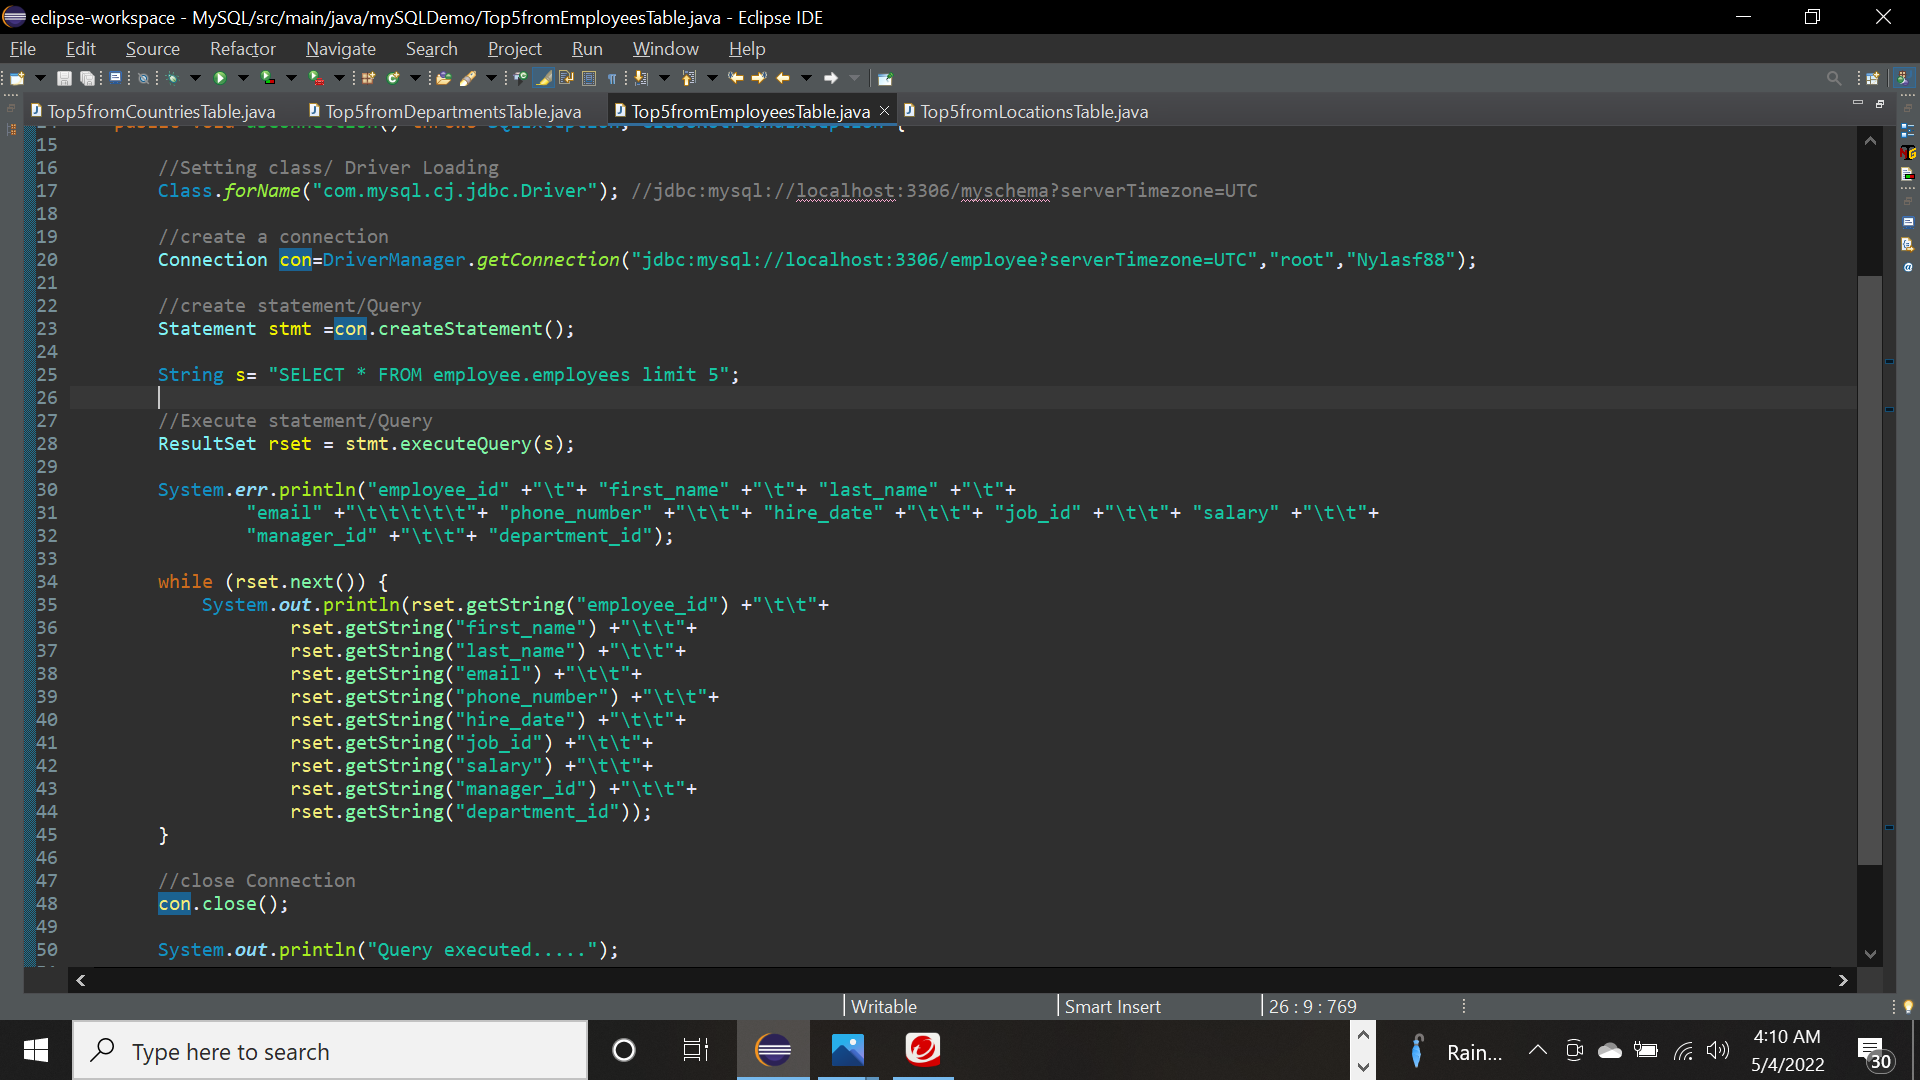 eclipse-workspace - MySQL/src/main/java/mySQLDemo/Top5fromEmployeesTable.java - Eclipse IDE
File Edit Source Refactor Navigate Search Project Run Window Help
Top5fromCountriesTable.java Top5fromDepartmentsTable.java Top5fromEmployeesTable.java Top5fromLocationsTable.java
15
16 //Setting class/ Driver Loading
17 Class.forName("com.mysql.cj.jdbc.Driver"); //jdbc:mysql://localhost:3306/myschema?serverTimezone=UTC
18
19 //create a connection
20 Connection con=DriverManager.getConnection("jdbc:mysql://localhost:3306/employee?serverTimezone=UTC","root","Nylasf88");
21
22 //create statement/Query
23 Statement stmt =con.createStatement();
24
25 String s= "SELECT * FROM employee.employees limit 5";
26
27 //Execute statement/Query
28 ResultSet rset = stmt.executeQuery(s);
29
30 System.err.println("employee_id" +"\t"+ "first_name" +"\t"+ "last_name" +"\t"+
31 "email" +"\t\t\t\t\t"+ "phone_number" +"\t\t"+ "hire_date" +"\t\t"+ "job_id" +"\t\t"+ "salary" +"\t\t"+
32 "manager_id" +"\t\t"+ "department_id");
33
34 while (rset.next()) {
35 System.out.println(rset.getString("employee_id") +"\t\t"+
36 rset.getString("first_name") +"\t\t"+
37 rset.getString("last_name") +"\t\t"+
38 rset.getString("email") +"\t\t"+
39 rset.getString("phone_number") +"\t\t"+
40 rset.getString("hire_date") +"\t\t"+
41 rset.getString("job_id") +"\t\t"+
42 rset.getString("salary") +"\t\t"+
43 rset.getString("manager_id") +"\t\t"+
44 rset.getString("department_id"));
45 }
46
47 //close Connection
48 con.close();
49
50 System.out.println("Query executed.....");
Writable Smart Insert 26 : 9 : 769
Type here to search Rain... 4:10 AM
5/4/2022 30